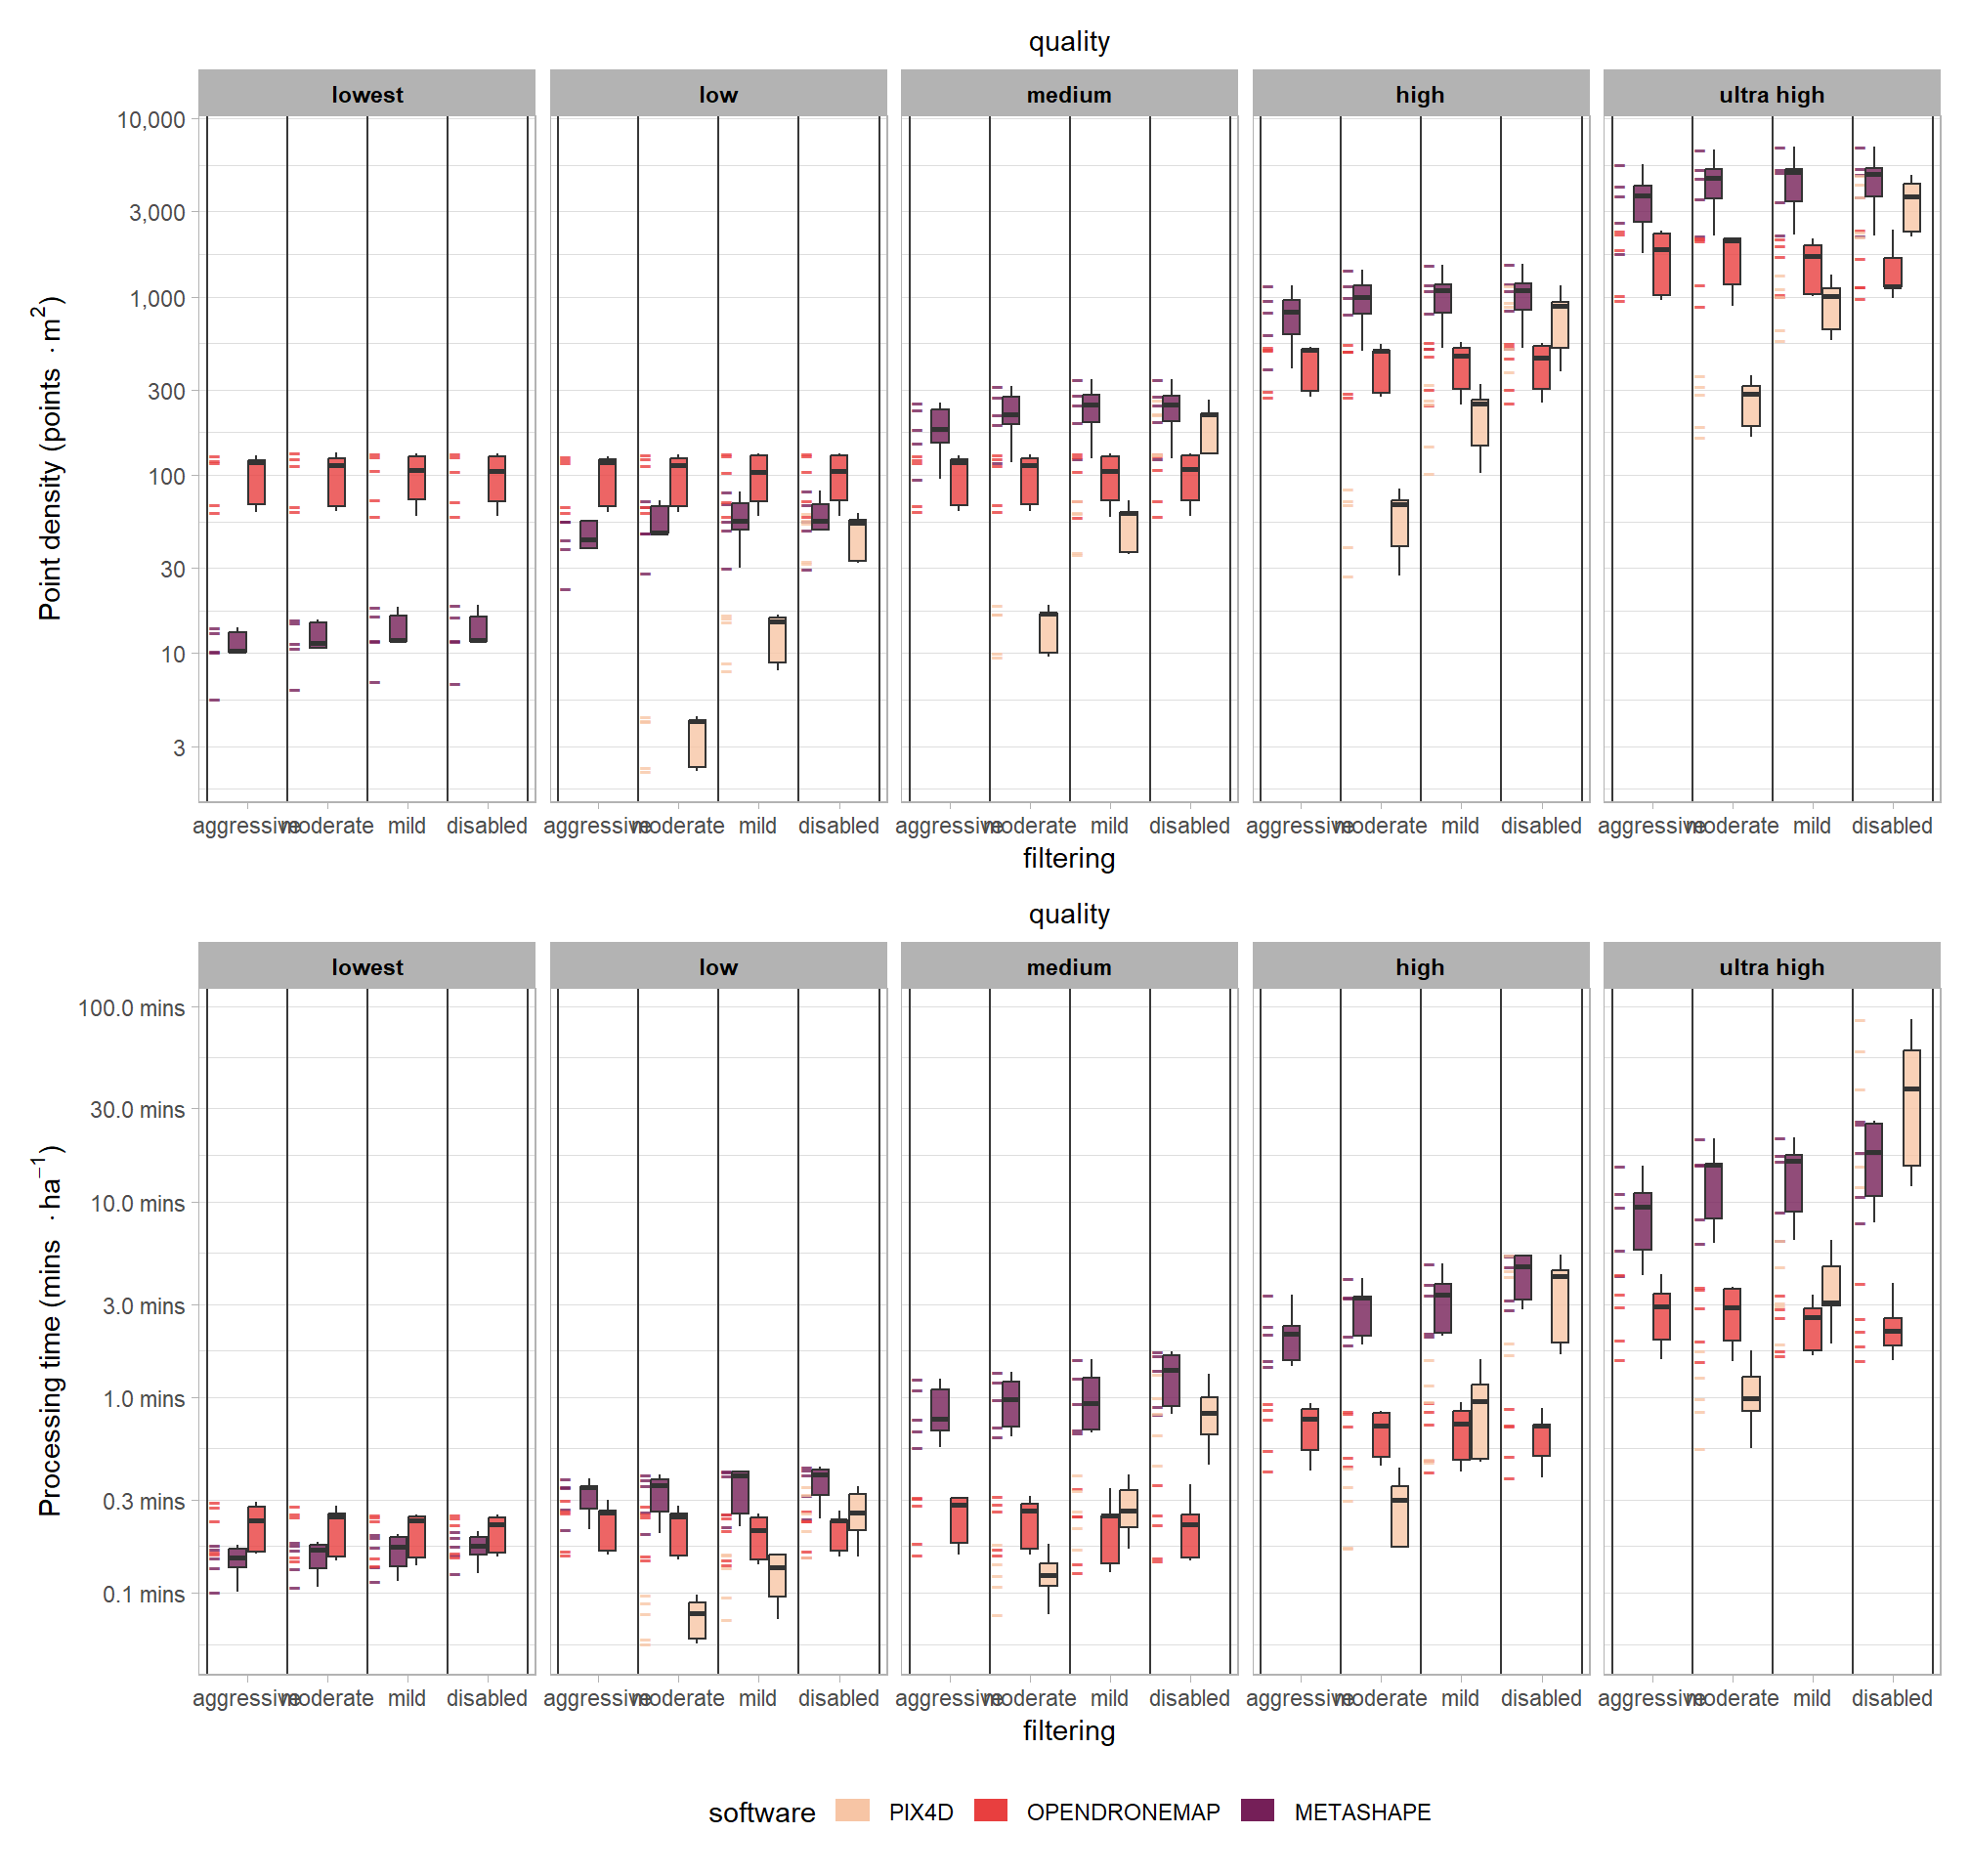 quality
lowest low medium high ultra high
10,000
3,000
1,000
300
100
30
10
3
Point density (points · m²)
aggressive moderate mild disabled aggressive moderate mild disabled aggressive moderate mild disabled aggressive moderate mild disabled aggressive moderate mild disabled
filtering
quality
lowest low medium high ultra high
100.0 mins
30.0 mins
10.0 mins
3.0 mins
1.0 mins
0.3 mins
0.1 mins
Processing time (mins · ha⁻¹)
aggressive moderate mild disabled aggressive moderate mild disabled aggressive moderate mild disabled aggressive moderate mild disabled aggressive moderate mild disabled
filtering
software PIX4D OPENDRONEMAP METASHAPE